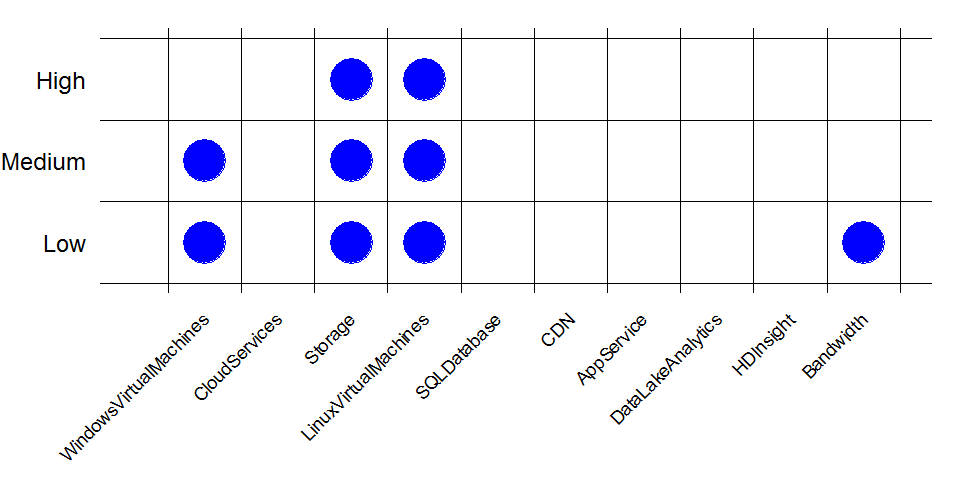 High
Medium
Low
WindowsVirtualMachines
CloudServices
Storage
LinuxVirtualMachines
SQLDatabase
CDN
AppService
DataLakeAnalytics
HDInsight
Bandwidth